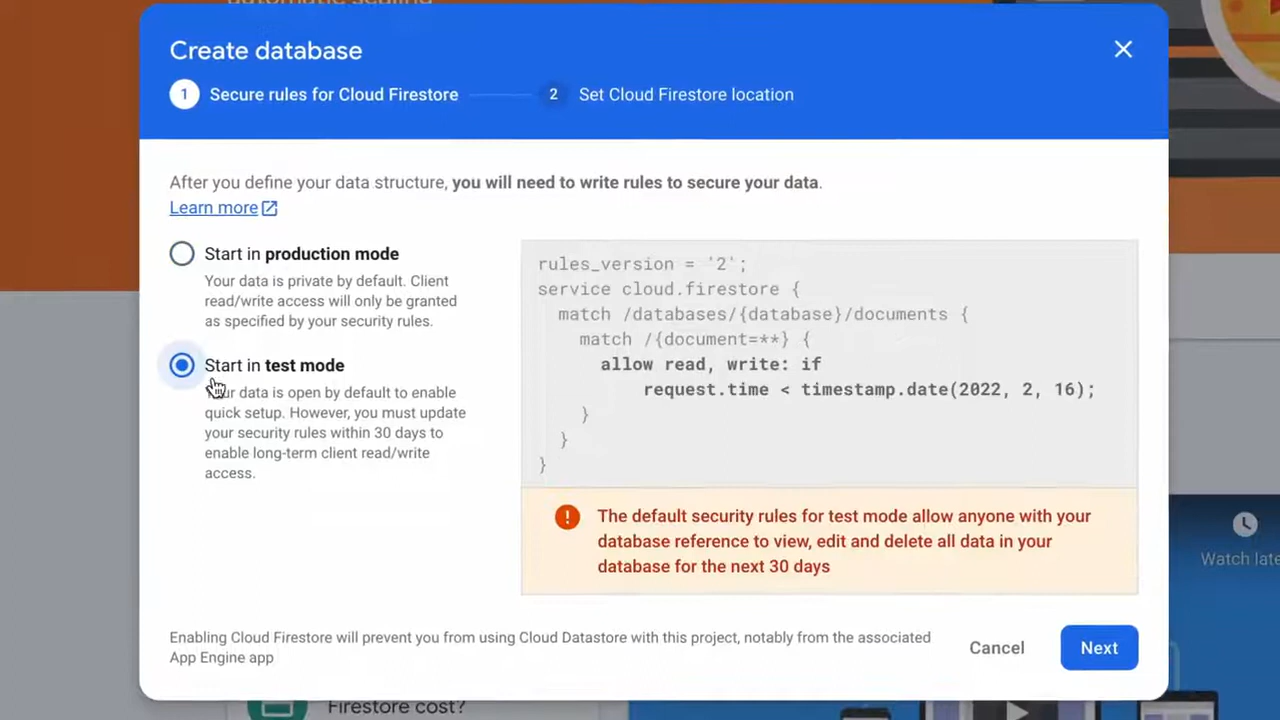 automatic scaling
Create database
1 Secure rules for Cloud Firestore 2 Set Cloud Firestore location
After you define your data structure, you will need to write rules to secure your data.
Learn more
Start in production mode
Your data is private by default. Client
read/write access will only be granted
as specified by your security rules.
Start in test mode
Your data is open by default to enable
quick setup. However, you must update
your security rules within 30 days to
enable long-term client read/write
access.
rules_version = '2';
service cloud.firestore {
match /databases/{database}/documents {
match /{document=**} {
allow read, write: if
request.time < timestamp.date(2022, 2, 16);
}
}
}
! The default security rules for test mode allow anyone with your
database reference to view, edit and delete all data in your
database for the next 30 days
Enabling Cloud Firestore will prevent you from using Cloud Datastore with this project, notably from the associated
App Engine app
Cancel
Next
Watch late
Firestore cost?